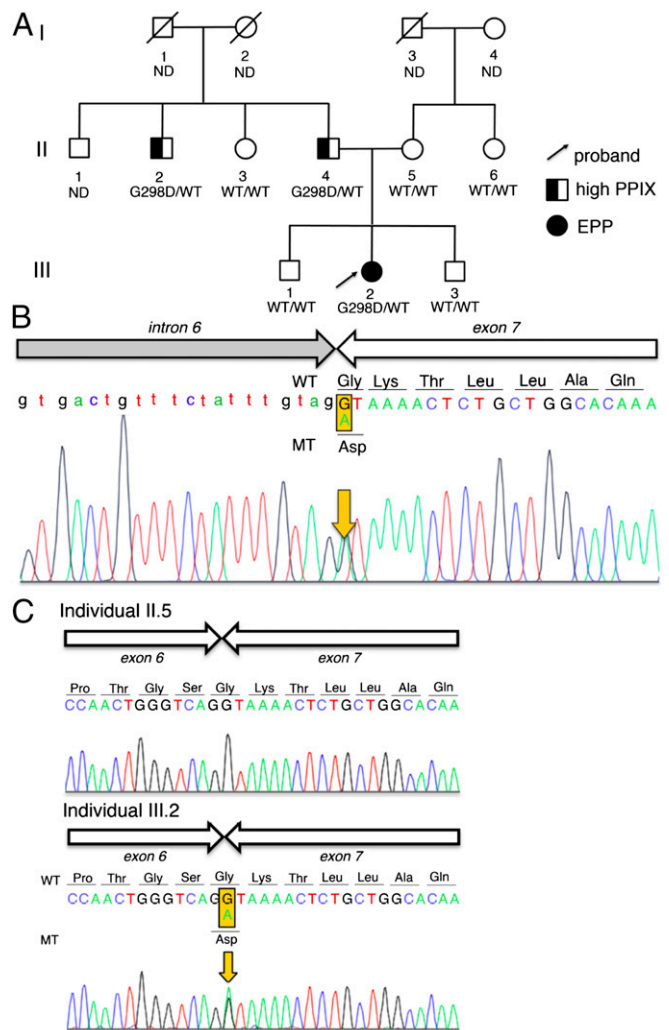 A
I
1
2
3
4
ND
ND
ND
ND
II
1
2
3
4
5
6
ND
G298D/WT
WT/WT
G298D/WT
WT/WT
WT/WT
proband
high PPIX
EPP
III
1
2
3
WT/WT
G298D/WT
WT/WT
B
intron 6
exon 7
WT
Gly Lys Thr Leu Leu Ala Gln
g t g a c t g t t t c t a t t t g t a g G T A A A A C T C T G C T G G C A C A A A
A
MT
Asp
C
Individual II.5
exon 6
exon 7
Pro Thr Gly Ser Gly Lys Thr Leu Leu Ala Gln
CCAACTGGGTCAGGTAAAACTCTGCTGGCACAA
Individual III.2
exon 6
exon 7
WT
Pro Thr Gly Ser Gly Lys Thr Leu Leu Ala Gln
CCAACTGGGTCAGGTAAAACTCTGCTGGCACAA
A
MT
Asp